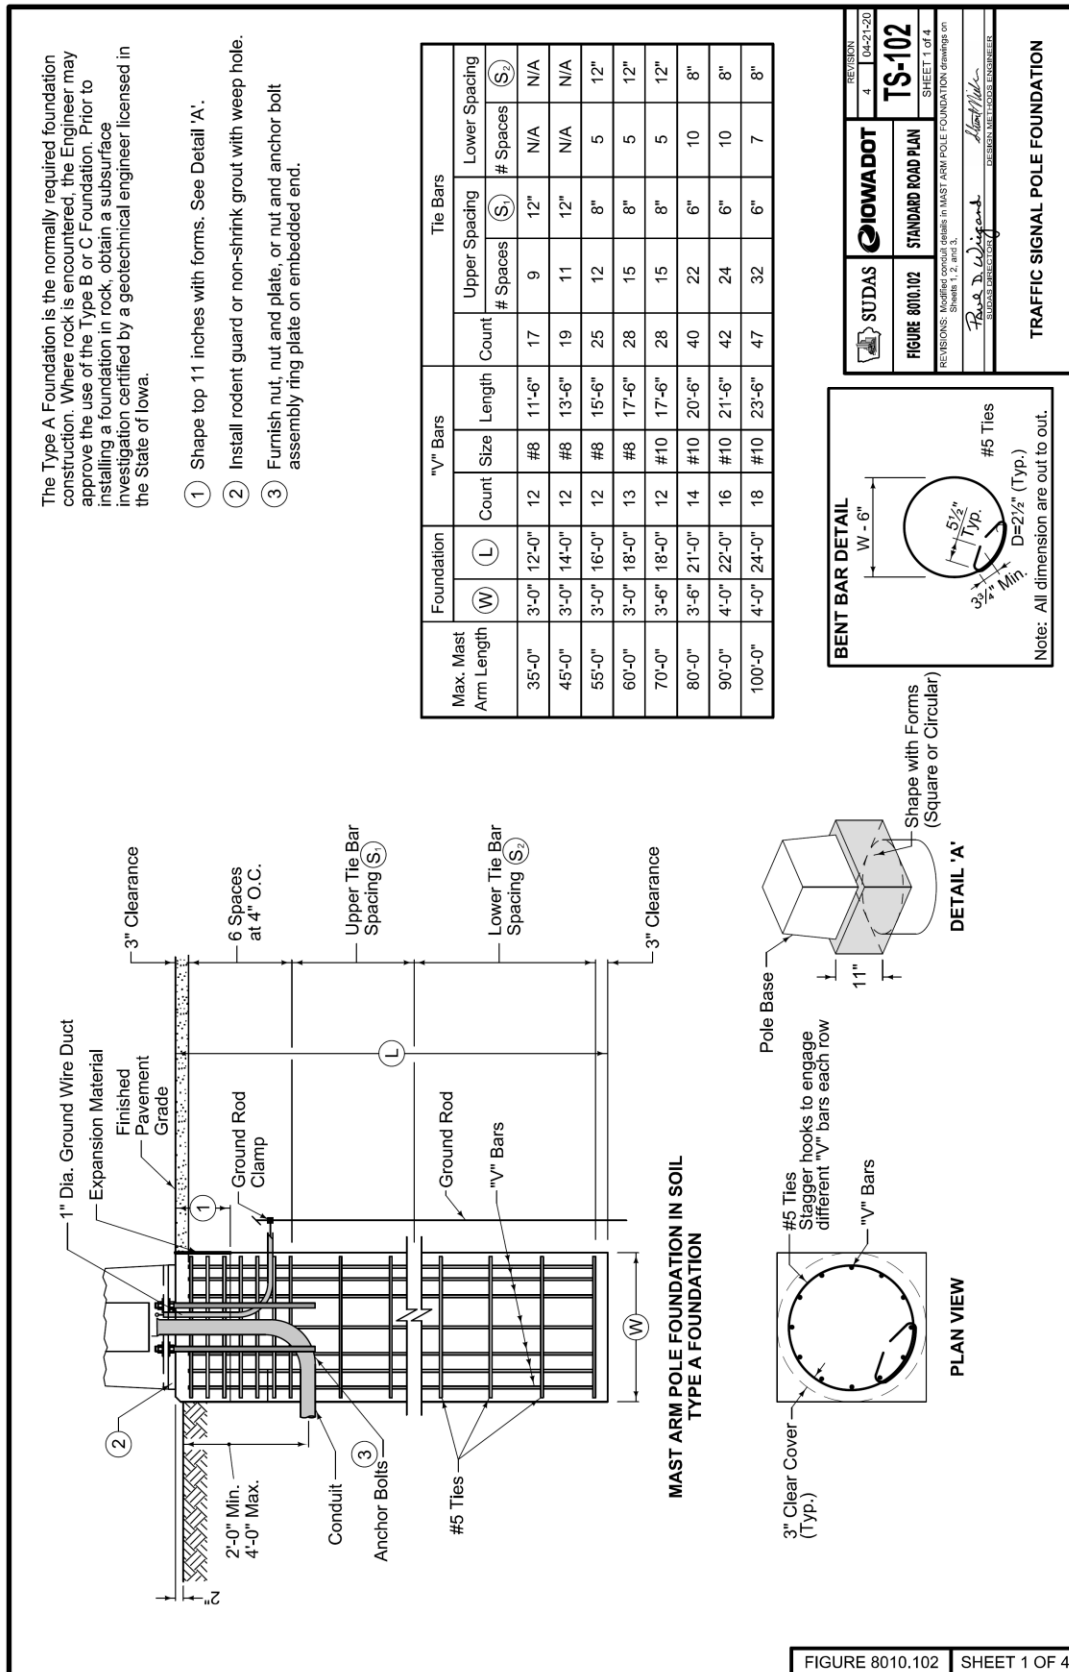 The Type A Foundation is the normally required foundation
construction. Where rock is encountered, the Engineer may
approve the use of the Type B or C Foundation. Prior to
installing a foundation in rock, obtain a subsurface
investigation certified by a geotechnical engineer licensed in
the State of Iowa.
1 Shape top 11 inches with forms. See Detail 'A'.
2 Install rodent guard or non-shrink grout with weep hole.
3 Furnish nut, nut and plate, or nut and anchor bolt
assembly ring plate on embedded end.
1" Dia. Ground Wire Duct
Expansion Material
Finished
Pavement
Grade
3" Clearance
6 Spaces
at 4" O.C.
Upper Tie Bar
Spacing S₁
Lower Tie Bar
Spacing S₂
3" Clearance
L
1
Ground Rod
Clamp
Ground Rod
"V" Bars
W
2
2"
2'-0" Min.
4'-0" Max.
Conduit
3
Anchor Bolts
#5 Ties
MAST ARM POLE FOUNDATION IN SOIL
TYPE A FOUNDATION
Max. Mast Arm Length Foundation "V" Bars Tie Bars
W L Count Size Length Count Upper Spacing Lower Spacing
# Spaces S₁ # Spaces S₂
35'-0" 3'-0" 12'-0" 12 #8 11'-6" 17 9 12" N/A N/A
45'-0" 3'-0" 14'-0" 12 #8 13'-6" 19 11 12" N/A N/A
55'-0" 3'-0" 16'-0" 12 #8 15'-6" 25 12 8" 5 12"
60'-0" 3'-0" 18'-0" 13 #8 17'-6" 28 15 8" 5 12"
70'-0" 3'-6" 18'-0" 12 #10 17'-6" 28 15 8" 5 12"
80'-0" 3'-6" 21'-0" 14 #10 20'-6" 40 22 6" 10 8"
90'-0" 4'-0" 22'-0" 16 #10 21'-6" 42 24 6" 10 8"
100'-0" 4'-0" 24'-0" 18 #10 23'-6" 47 32 6" 7 8"
3" Clear Cover
(Typ.)
#5 Ties
Stagger hooks to engage
different "V" bars each row
"V" Bars
PLAN VIEW
Pole Base
11"
Shape with Forms
(Square or Circular)
DETAIL 'A'
BENT BAR DETAIL
W - 6"
5½"
Typ.
3¾" Min.
D=2½" (Typ.)
#5 Ties
Note: All dimension are out to out.
SUDAS
IOWADOT
REVISION
4 04-21-20
FIGURE 8010.102
STANDARD ROAD PLAN
TS-102
SHEET 1 of 4
REVISIONS: Modified conduit details in MAST ARM POLE FOUNDATION drawings on
Sheets 1, 2, and 3.
Paul D. Wiegand
SUDAS DIRECTOR
DESIGN METHODS ENGINEER
TRAFFIC SIGNAL POLE FOUNDATION
FIGURE 8010.102 SHEET 1 OF 4